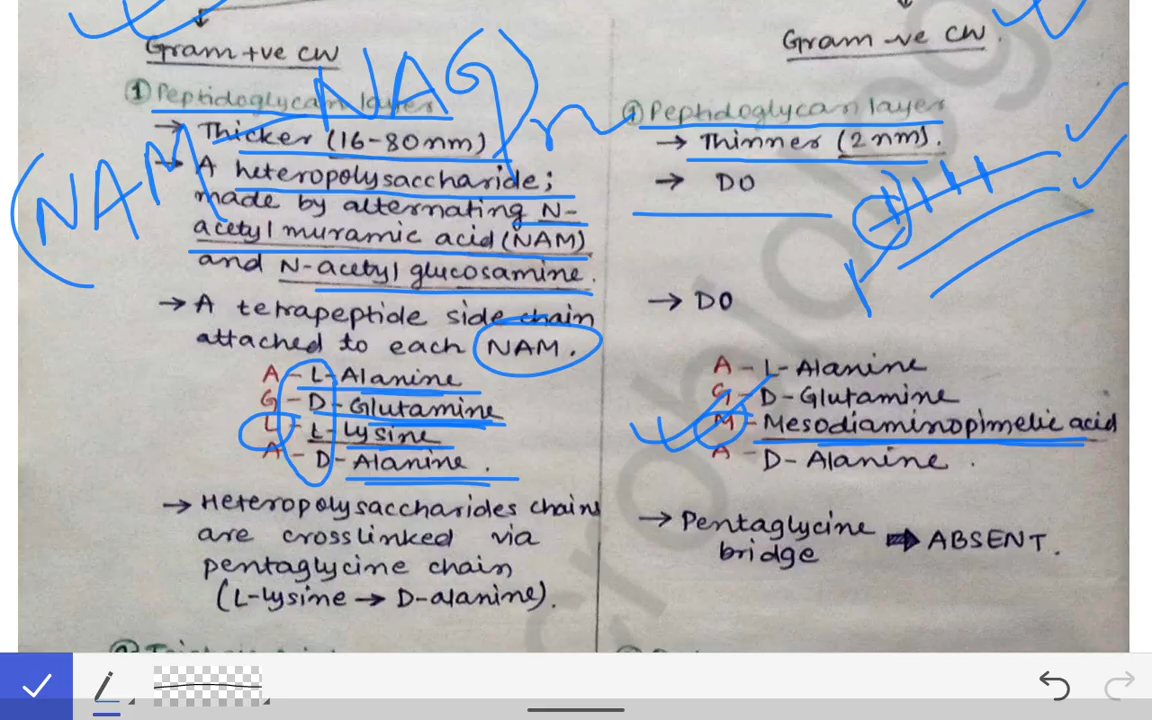 Gram +ve CW
① Peptidoglycan layer
→ Thicker (16-80nm)
→ A heteropolysaccharide;
made by alternating N-
acetyl muramic acid (NAM)
and N-acetyl glucosamine.
→ A tetrapeptide side chain
attached to each NAM.
A - L-Alanine
G - D-Glutamine
L - L-Lysine
A - D-Alanine.
→ Heteropolysaccharides chains
are crosslinked via
pentaglycine chain
(L-lysine → D-alanine).
(NAM - NAG)n
Gram -ve CW.
① Peptidoglycan layer
→ Thinner (2nm).
→ DO
→ DO
A - L-Alanine
G - D-Glutamine
M - Mesodiaminopimelic acid
A - D-Alanine.
→ Pentaglycine
bridge ⇒ ABSENT.